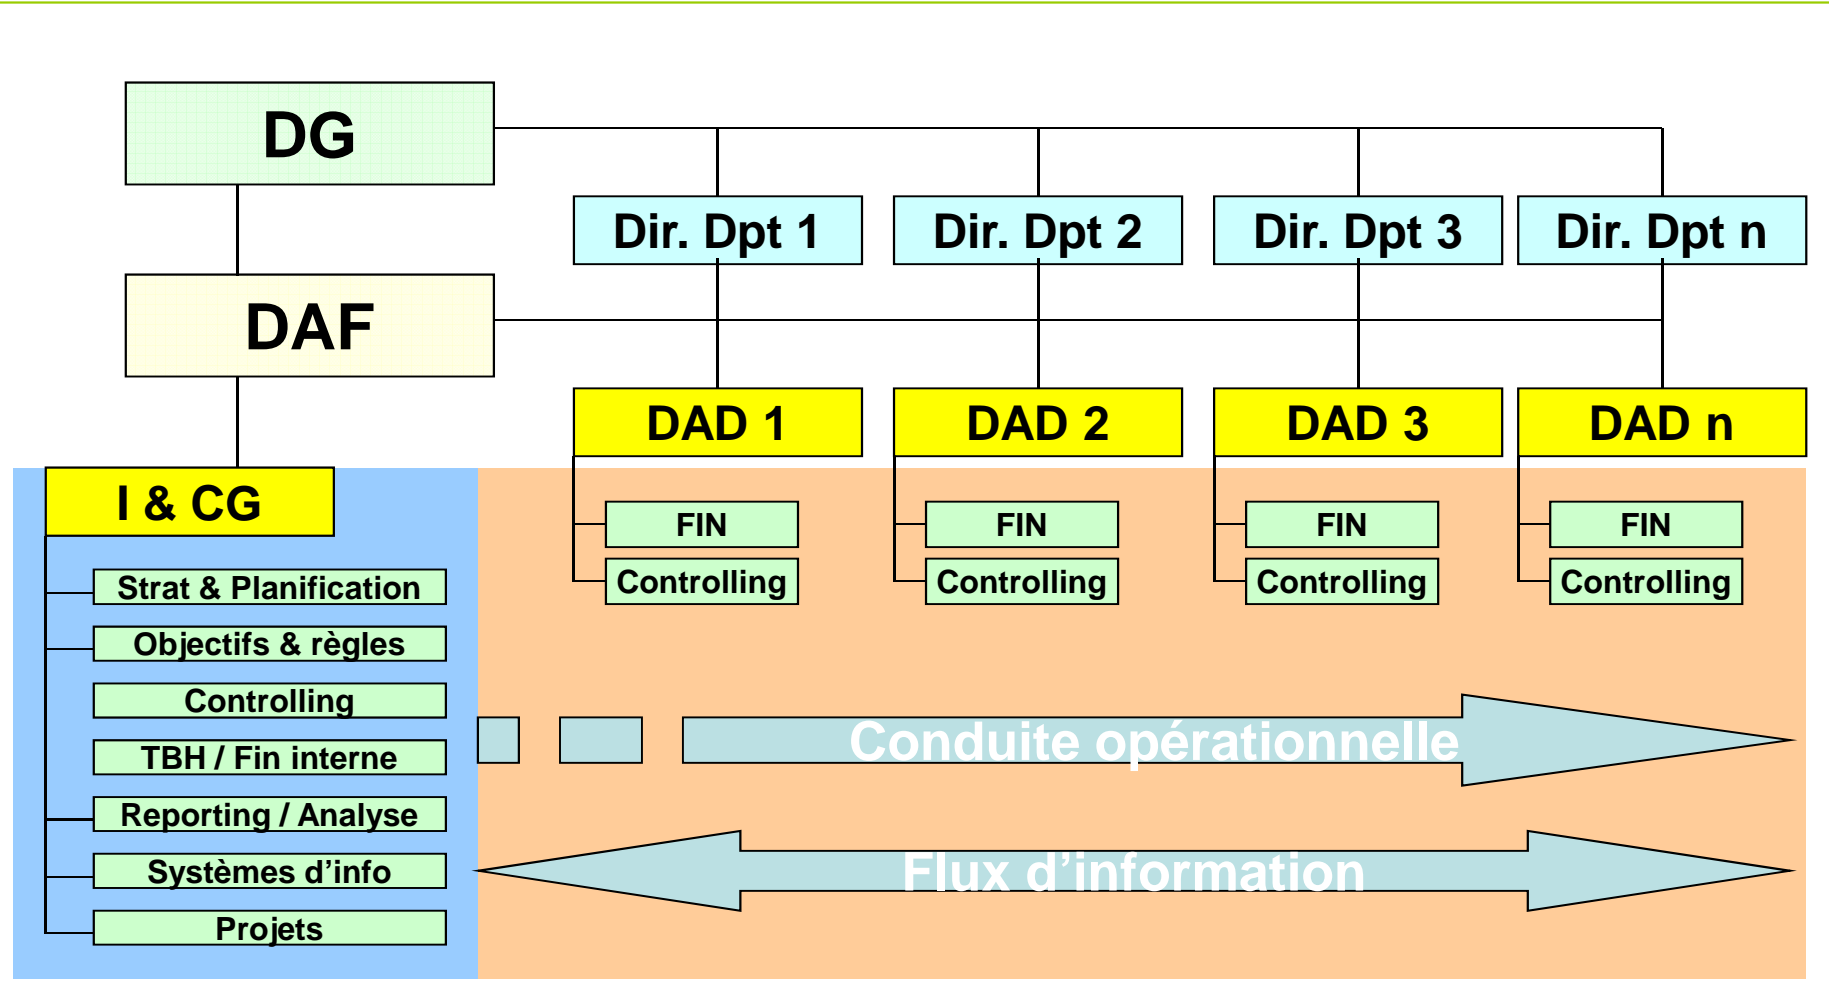 DG
Dir. Dpt 1
Dir. Dpt 2
Dir. Dpt 3
Dir. Dpt n
DAF
DAD 1
DAD 2
DAD 3
DAD n
I & CG
FIN
FIN
FIN
FIN
Controlling
Controlling
Controlling
Controlling
Strat & Planification
Objectifs & règles
Controlling
TBH / Fin interne
Reporting / Analyse
Systèmes d’info
Projets
Conduite opérationnelle
Flux d’information